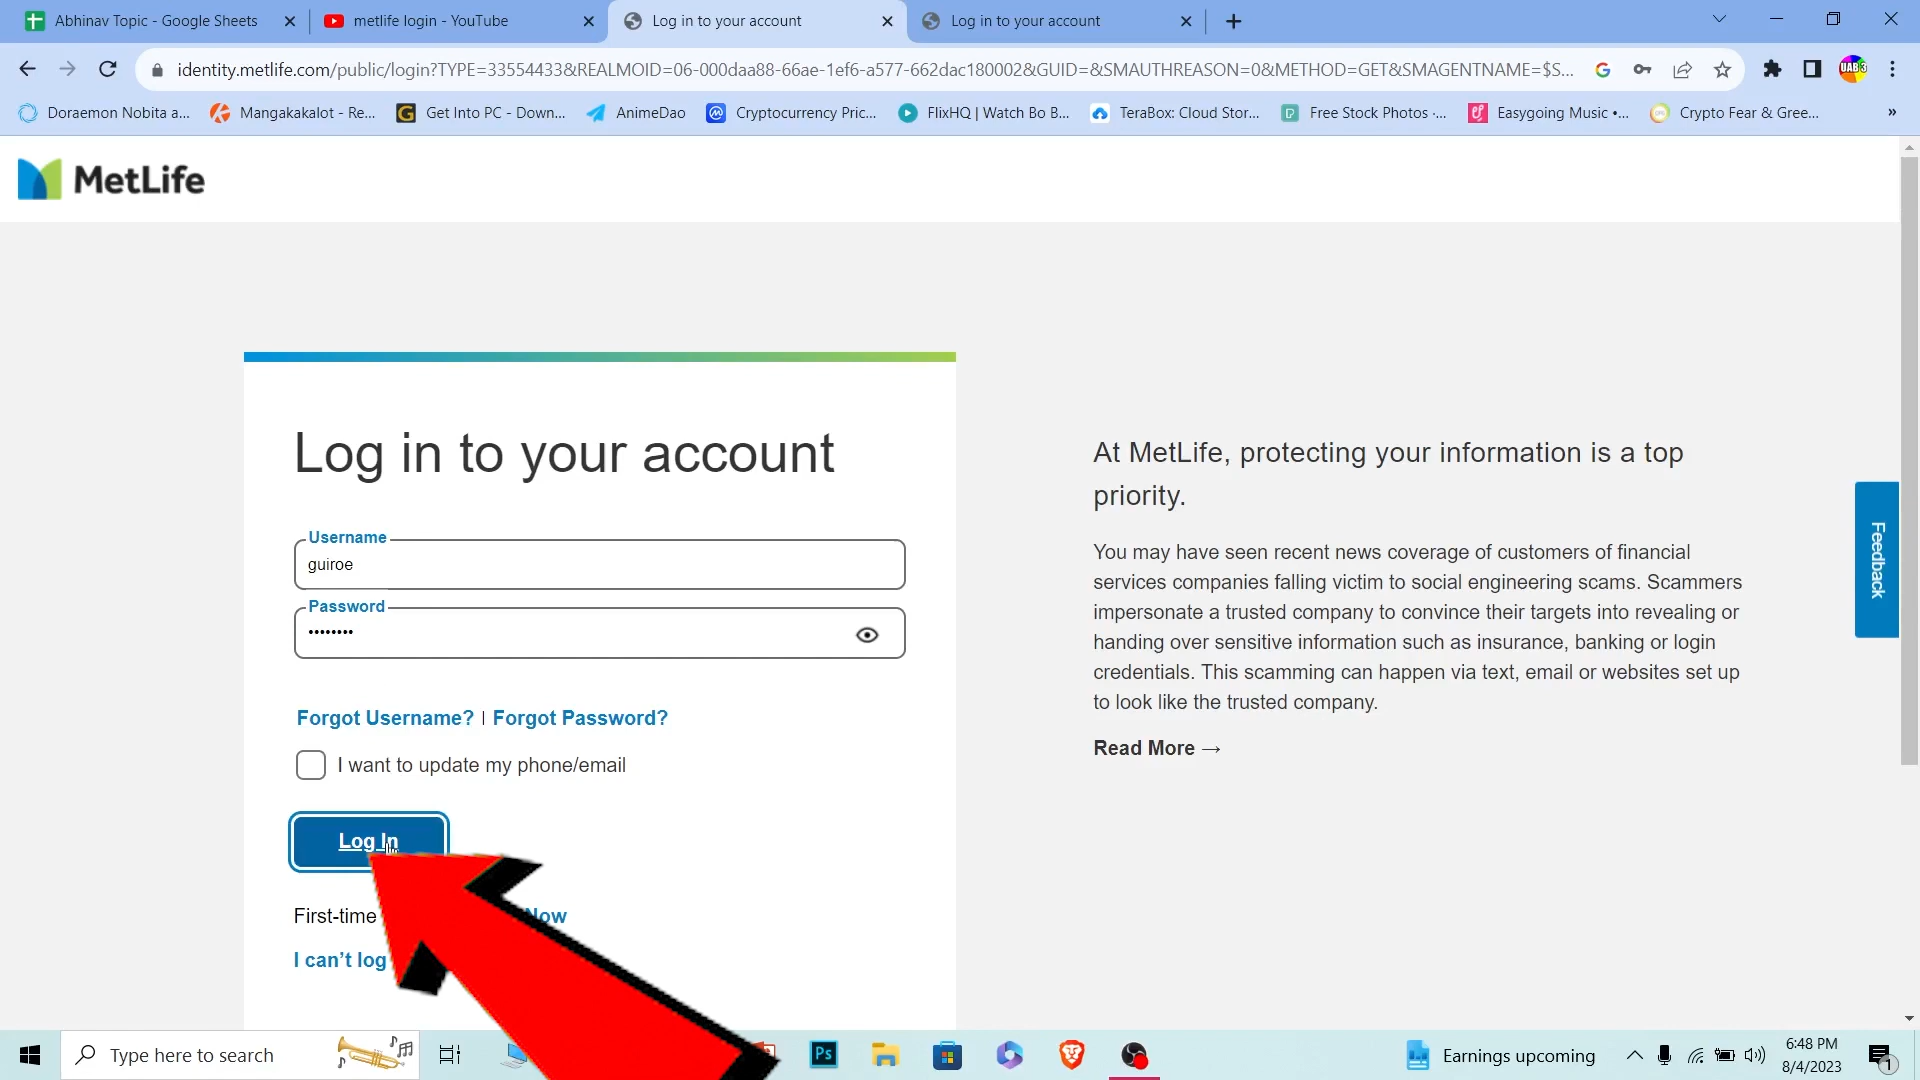 Abhinav Topic - Google Sheets
metlife login - YouTube
Log in to your account
Log in to your account
identity.metlife.com/public/login?TYPE=33554433&REALMOID=06-000daa88-66ae-1ef6-a577-662dac180002&GUID=&SMAUTHREASON=0&METHOD=GET&SMAGENTNAME=$S...
UAB 3
Doraemon Nobita a...
Mangakakalot - Re...
Get Into PC - Down...
AnimeDao
Cryptocurrency Pric...
FlixHQ | Watch Bo B...
TeraBox: Cloud Stor...
Free Stock Photos ·...
Easygoing Music •...
Crypto Fear & Gree...
»
MetLife
Log in to your account
Username
guiroe
Password
••••••••
Forgot Username? | Forgot Password?
I want to update my phone/email
Log In
First-time
Now
I can’t log
At MetLife, protecting your information is a top
priority.
You may have seen recent news coverage of customers of financial
services companies falling victim to social engineering scams. Scammers
impersonate a trusted company to convince their targets into revealing or
handing over sensitive information such as insurance, banking or login
credentials. This scamming can happen via text, email or websites set up
to look like the trusted company.
Read More →
Feedback
Type here to search
Ps
Earnings upcoming
6:48 PM
8/4/2023
1